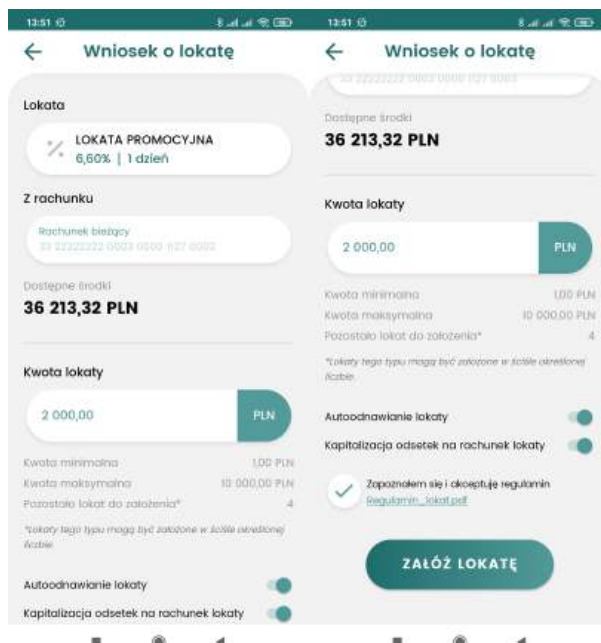 13:51
Wniosek o lokatę
Lokata
LOKATA PROMOCYJNA
6,60% | 1 dzień
Z rachunku
Rachunek bieżący
Dostępne środki
36 213,32 PLN
Kwota lokaty
2 000,00 PLN
Kwota minimalna 1,00 PLN
Kwota maksymalna 10 000,00 PLN
Pozostało lokat do założenia* 4
*Lokaty tego typu mogą być założone w ściśle określonej
liczbie
Autoodnawianie lokaty
Kapitalizacja odsetek na rachunek lokaty
13:51
Wniosek o lokatę
Dostępne środki
36 213,32 PLN
Kwota lokaty
2 000,00 PLN
Kwota minimalna 1,00 PLN
Kwota maksymalna 10 000,00 PLN
Pozostało lokat do założenia* 4
*Lokaty tego typu mogą być założone w ściśle określonej
liczbie
Autoodnawianie lokaty
Kapitalizacja odsetek na rachunek lokaty
Zapoznałem się i akceptuję regulamin
Regulamin_lokat.pdf
ZAŁÓŻ LOKATĘ